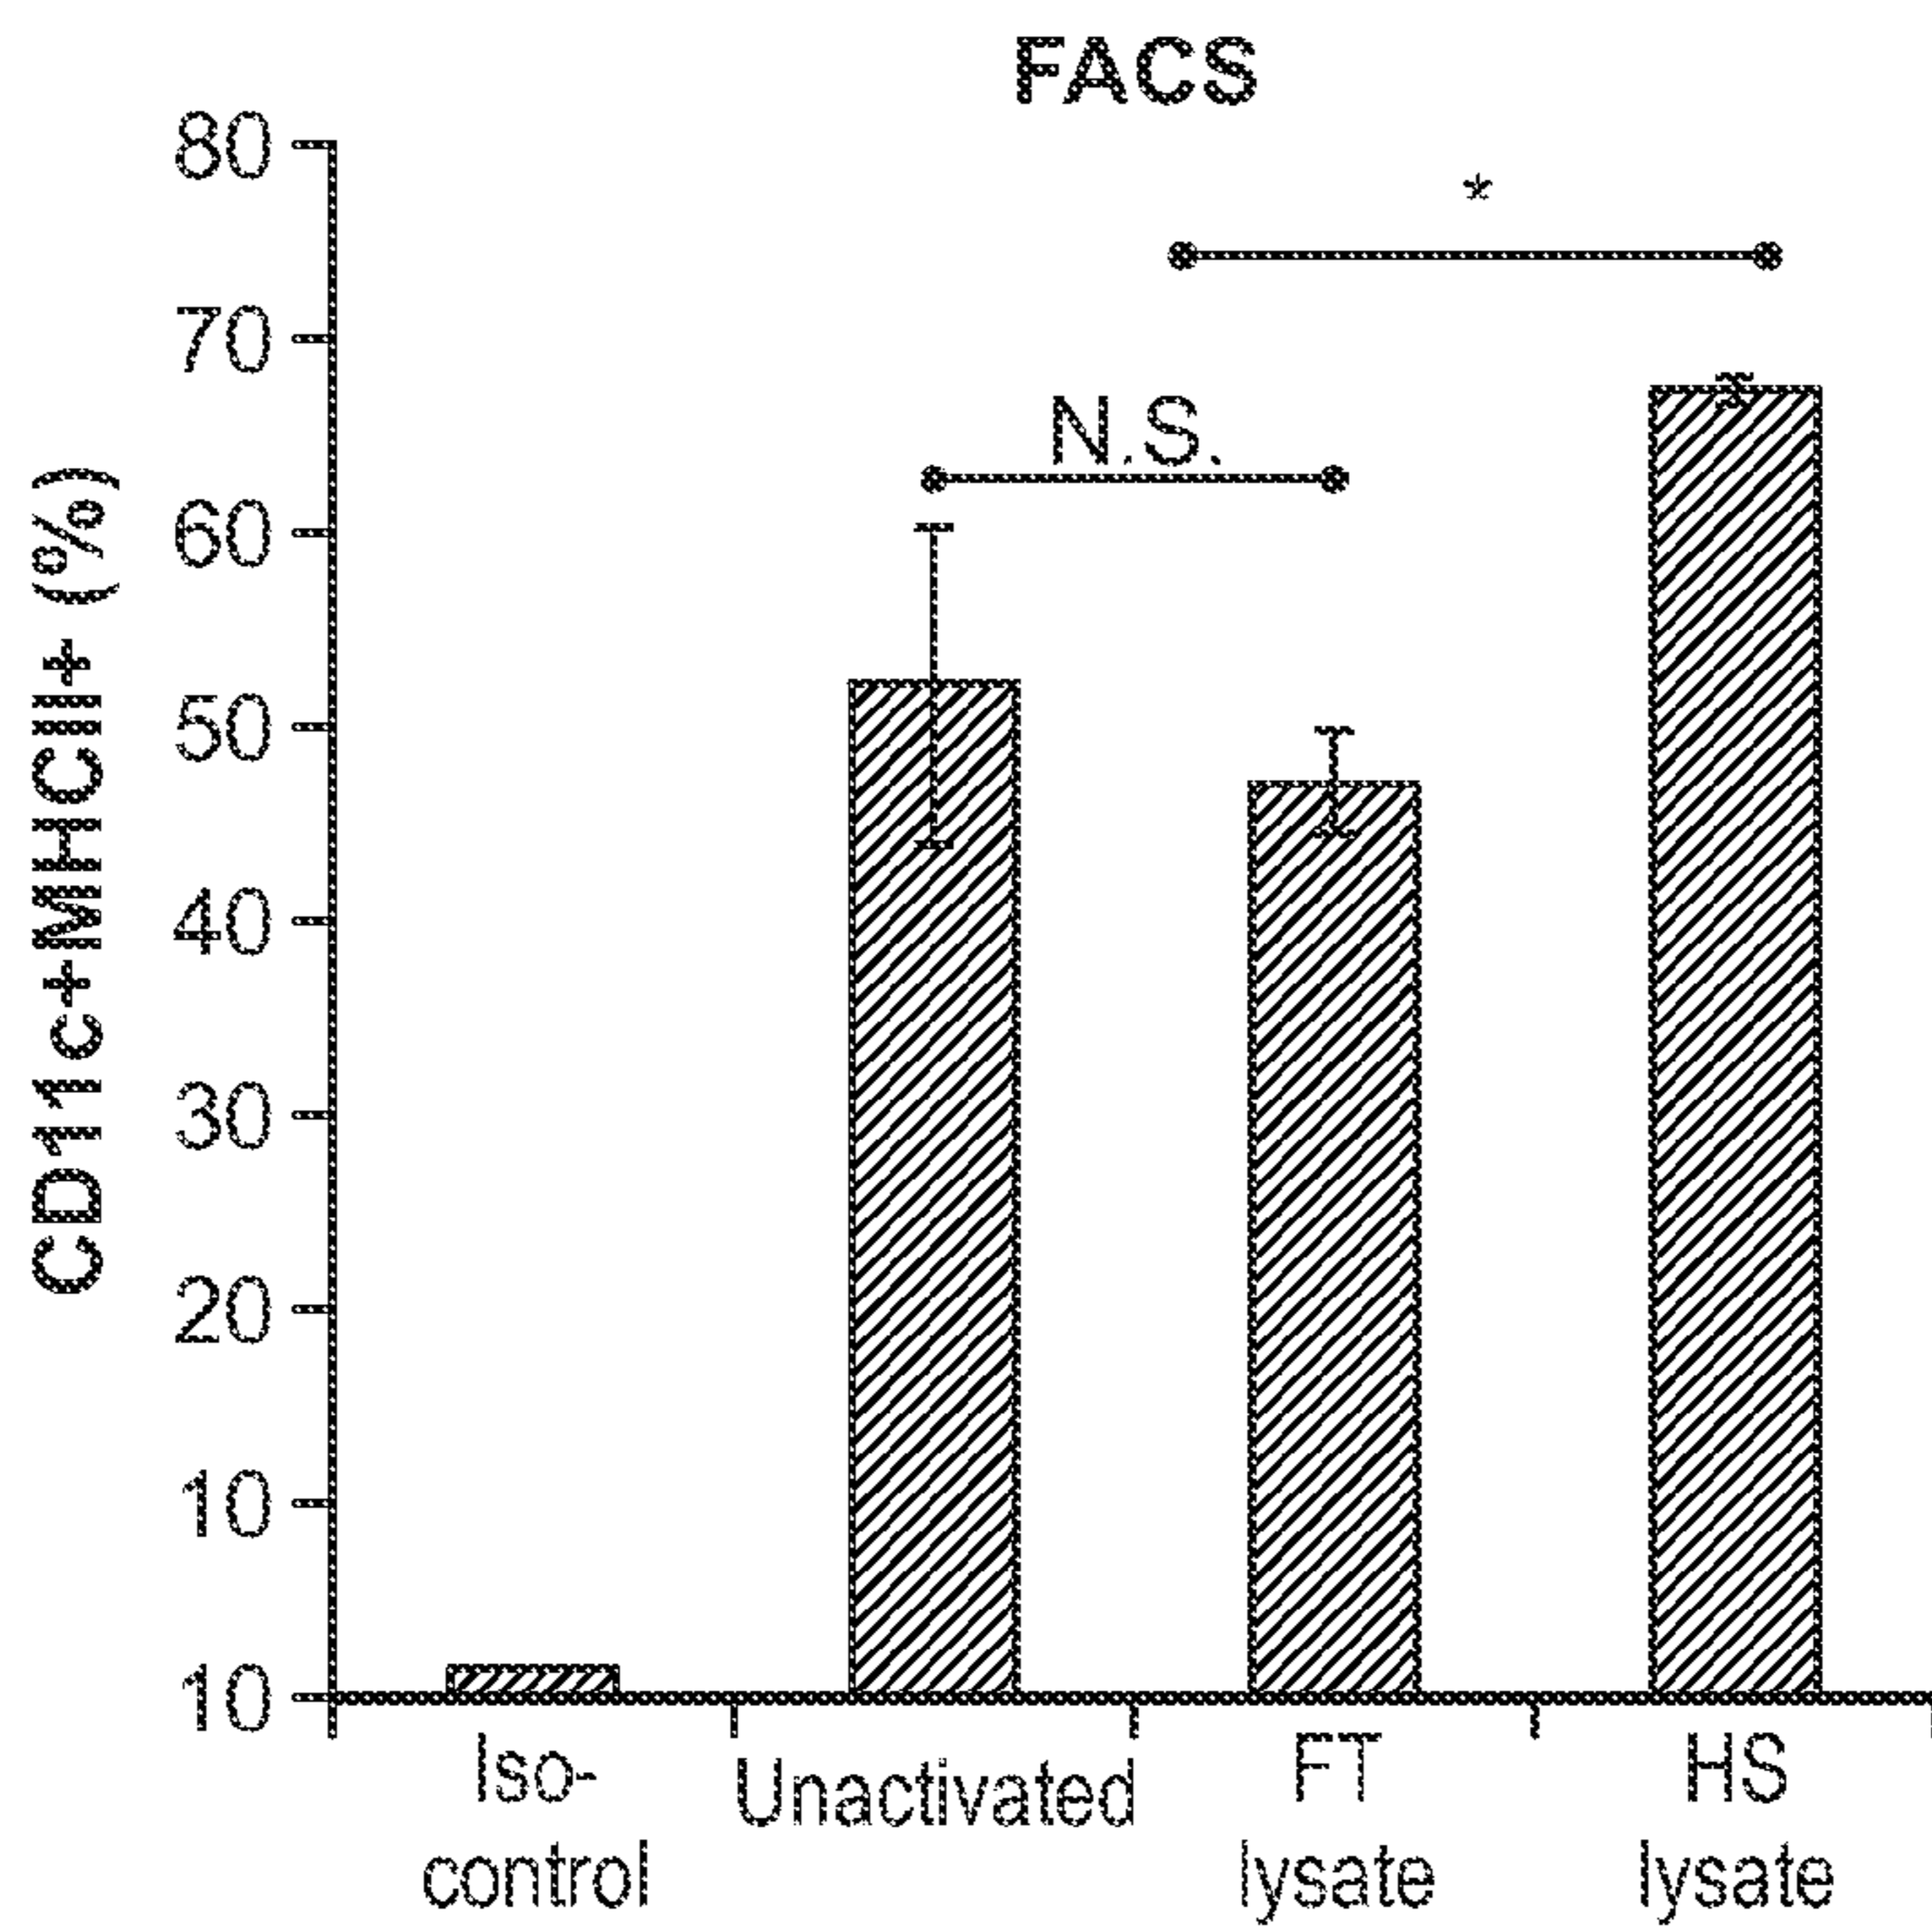 FACS
CD11c+MHCII+ (%)
80
70
60
50
40
30
20
10
10
*
N.S.
Iso-
control
Unactivated
FT
lysate
HS
lysate